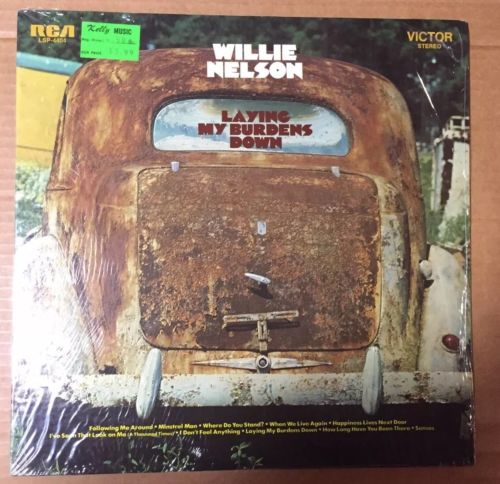 RCA
LSP-4404
Kelly MUSIC
VICTOR
STEREO
WILLIE
NELSON
LAYING
MY BURDENS
DOWN
Following Me Around • Minstrel Man • Where Do You Stand? • When We Live Again • Happiness Lives Next Door
I've Seen That Look on Me (A Thousand Times) • I Don't Feel Anything • Laying My Burdens Down • How Long Have You Been There • Senses